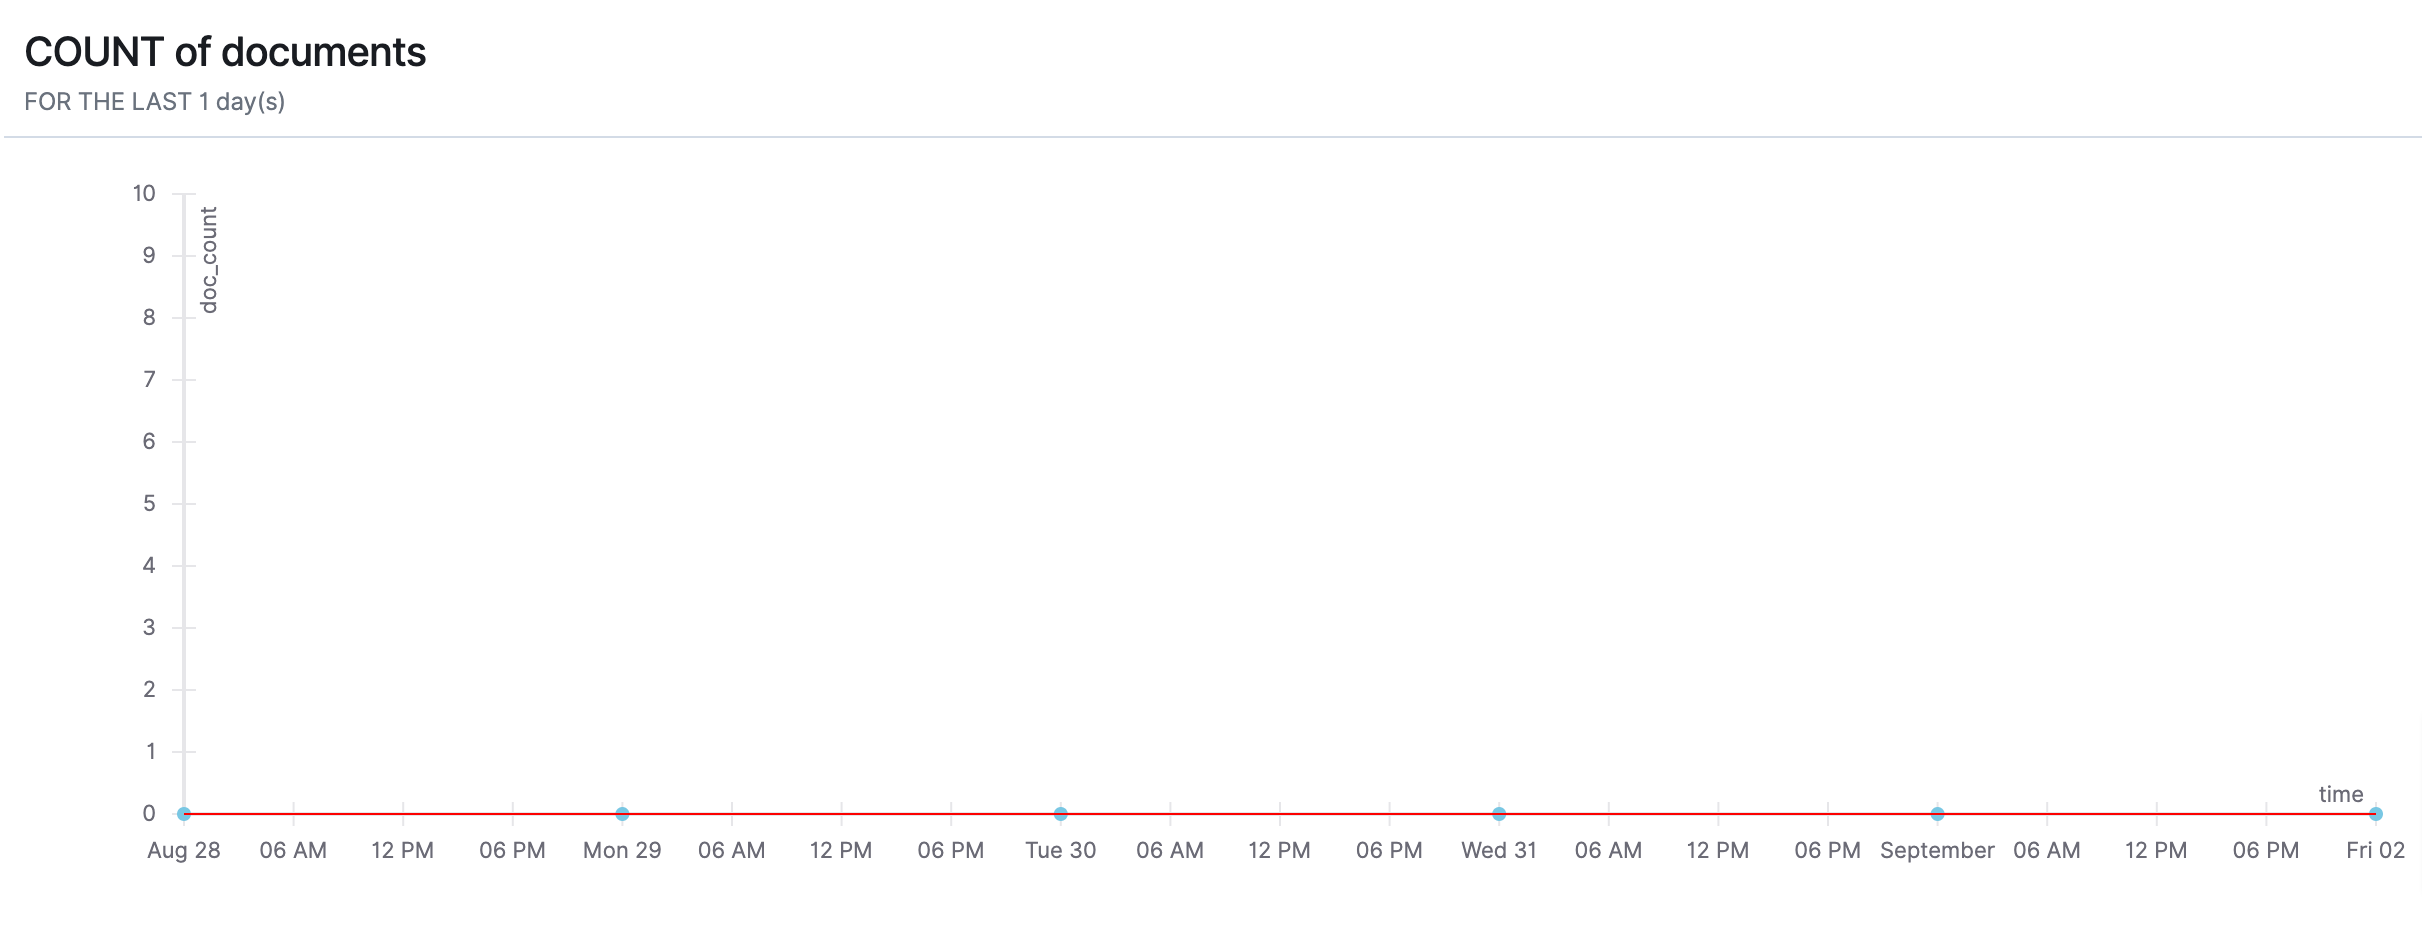 COUNT of documents
FOR THE LAST 1 day(s)
10
doc_count
9
8
7
6
5
4
3
2
1
time
0
Aug 28 06 AM 12 PM 06 PM Mon 29 06 AM 12 PM 06 PM Tue 30 06 AM 12 PM 06 PM Wed 31 06 AM 12 PM 06 PM September 06 AM 12 PM 06 PM Fri 02